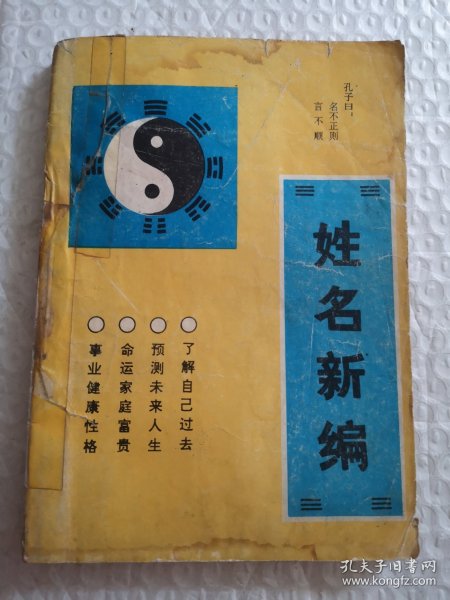 孔子曰：
名不正则
言不顺
姓名新编
了解自己过去
预测未来人生
命运家庭富贵
事业健康性格
孔夫子旧书网
www.kongfz.com